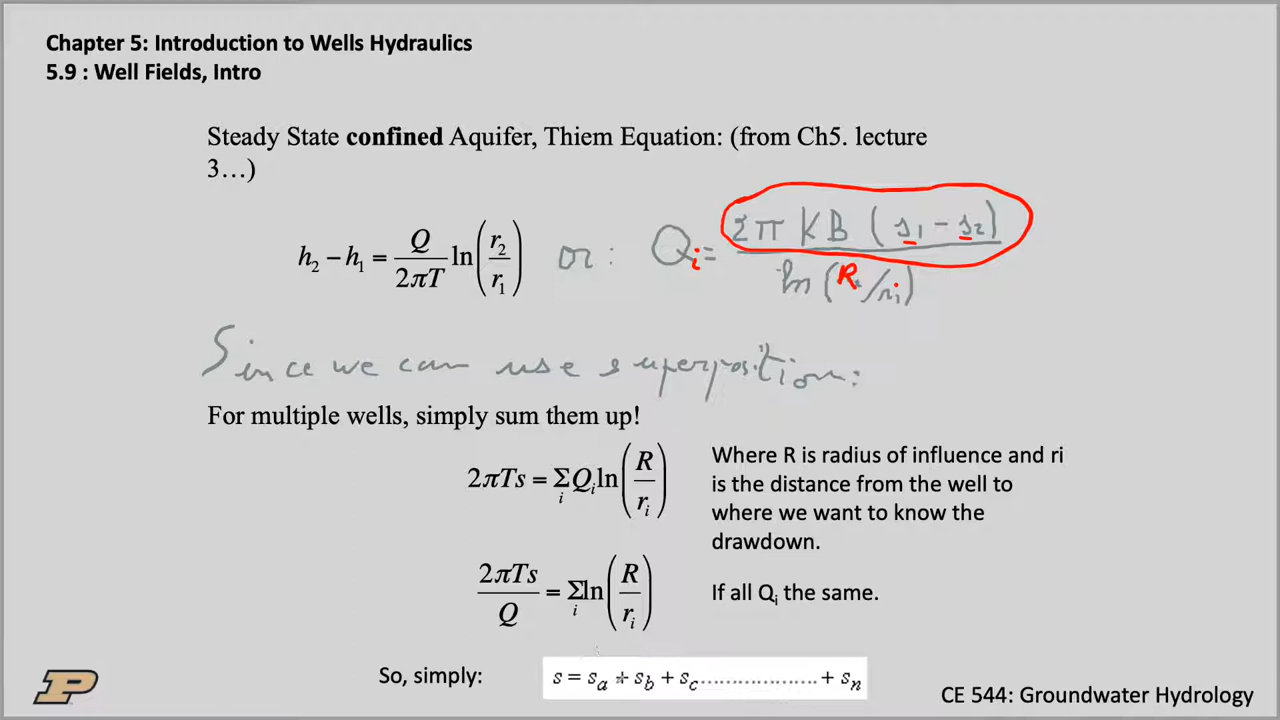 Chapter 5: Introduction to Wells Hydraulics
5.9 : Well Fields, Intro
Steady State confined Aquifer, Thiem Equation: (from Ch5. lecture
3…)
h₂ − h₁ = Q/2πT ln(r₂/r₁) or: Qi = 2π KB (s₁ − s₂) / ln (R/ri)
Since we can use superposition:
For multiple wells, simply sum them up!
2πTs = Σi Qi ln(R/ri)
Where R is radius of influence and ri
is the distance from the well to
where we want to know the
drawdown.
2πTs/Q = Σi ln(R/ri)
If all Qi the same.
So, simply: s = sa + sb + sc.................. + sn
P
CE 544: Groundwater Hydrology